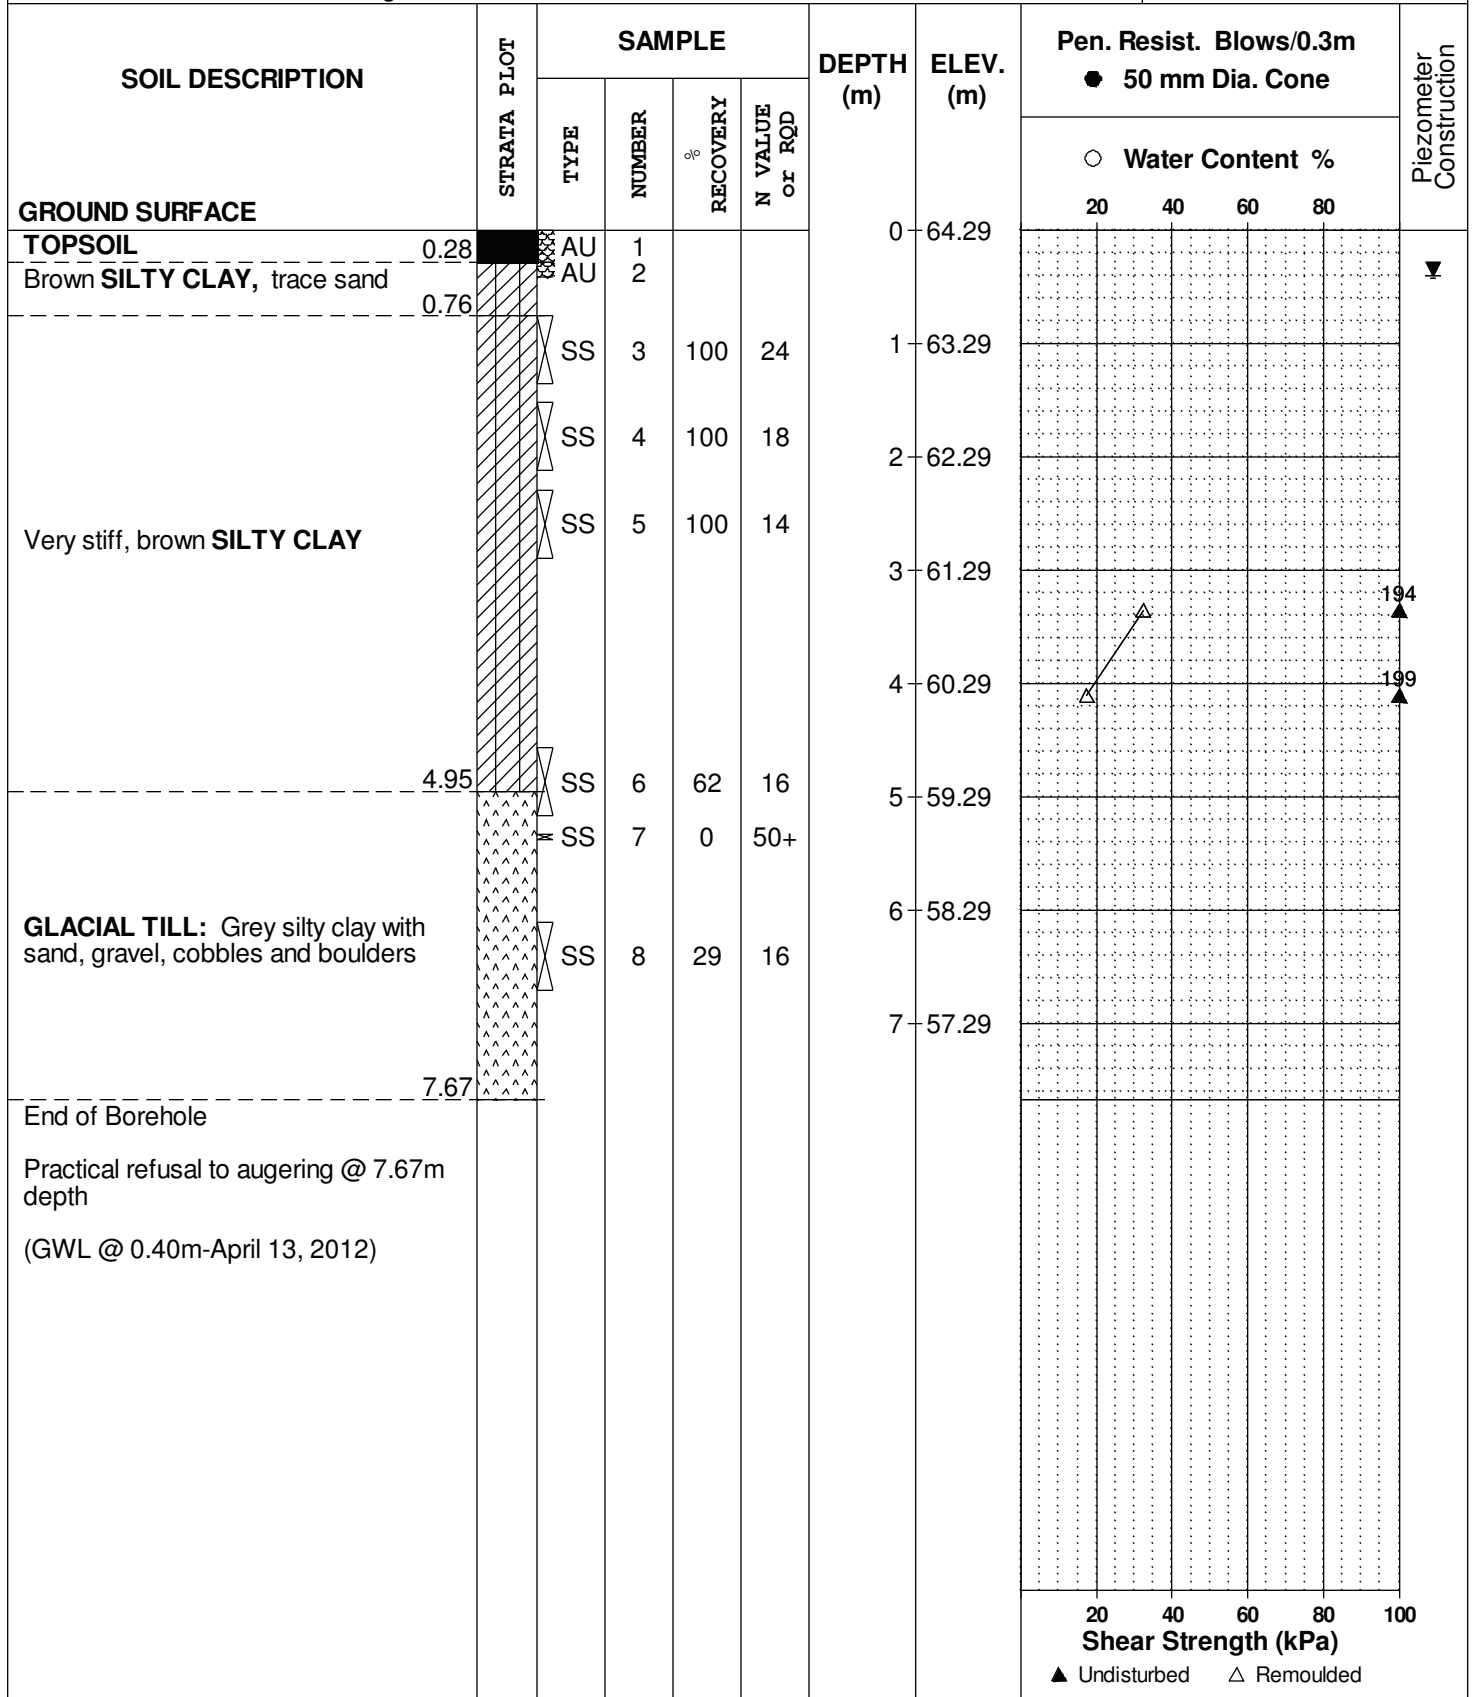 SOIL DESCRIPTION
STRATA PLOT
SAMPLE
TYPE
NUMBER
% RECOVERY
N VALUE or RQD
DEPTH (m)
ELEV. (m)
Pen. Resist. Blows/0.3m
● 50 mm Dia. Cone
○ Water Content %
20 40 60 80
Piezometer Construction
GROUND SURFACE
0 64.29
TOPSOIL 0.28 AU 1
Brown SILTY CLAY, trace sand AU 2
0.76
SS 3 100 24
1 63.29
SS 4 100 18
2 62.29
SS 5 100 14
Very stiff, brown SILTY CLAY
3 61.29
194
4 60.29
199
4.95 SS 6 62 16
5 59.29
SS 7 0 50+
6 58.29
GLACIAL TILL: Grey silty clay with
sand, gravel, cobbles and boulders
SS 8 29 16
7 57.29
7.67
End of Borehole
Practical refusal to augering @ 7.67m
depth
(GWL @ 0.40m-April 13, 2012)
20 40 60 80 100
Shear Strength (kPa)
▲ Undisturbed △ Remoulded